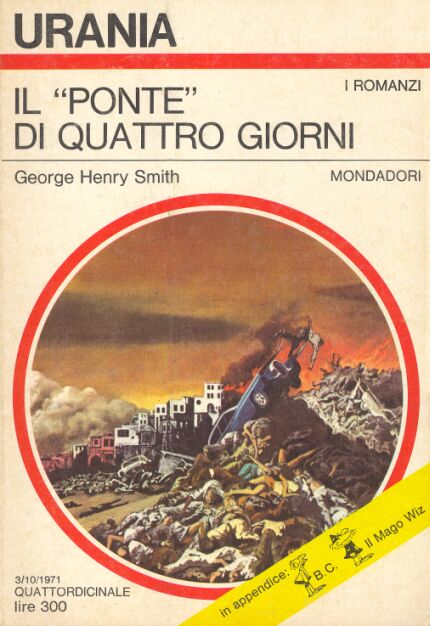 URANIA
IL “PONTE”
DI QUATTRO GIORNI
I ROMANZI
George Henry Smith
MONDADORI
3/10/1971
QUATTORDICINALE
lire 300
in appendice:
B.C.
Il Mago Wiz